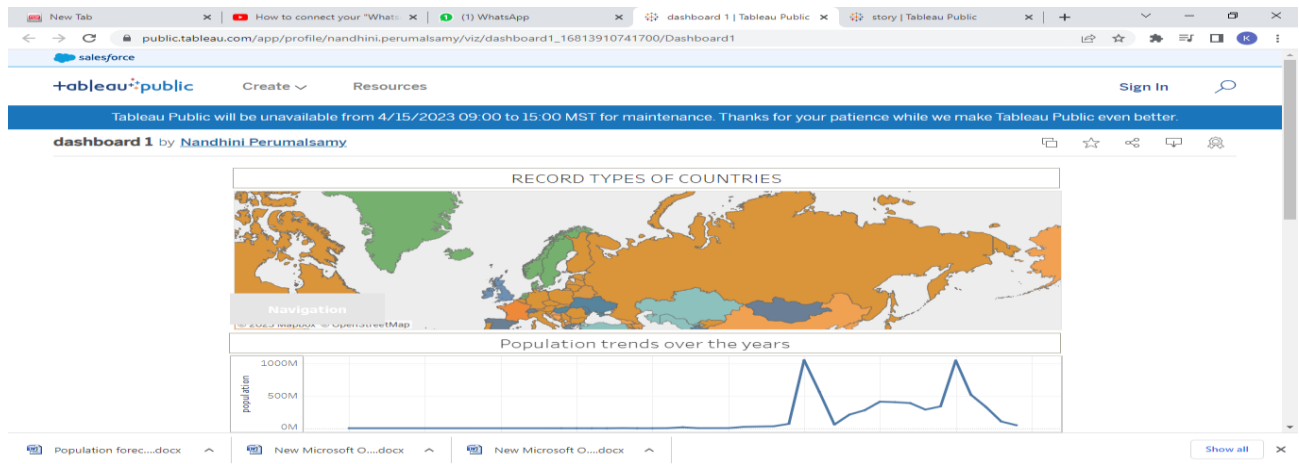 New Tab
How to connect your "Whats
(1) WhatsApp
dashboard 1 | Tableau Public
story | Tableau Public
public.tableau.com/app/profile/nandhini.perumalsamy/viz/dashboard1_16813910741700/Dashboard1
K
salesforce
+ableau public
Create
Resources
Sign In
Tableau Public will be unavailable from 4/15/2023 09:00 to 15:00 MST for maintenance. Thanks for your patience while we make Tableau Public even better.
dashboard 1 by Nandhini Perumalsamy
RECORD TYPES OF COUNTRIES
Navigation
© 2023 Mapbox © OpenStreetMap
Population trends over the years
population
1000M
500M
0M
Population forec....docx
New Microsoft O....docx
New Microsoft O....docx
Show all